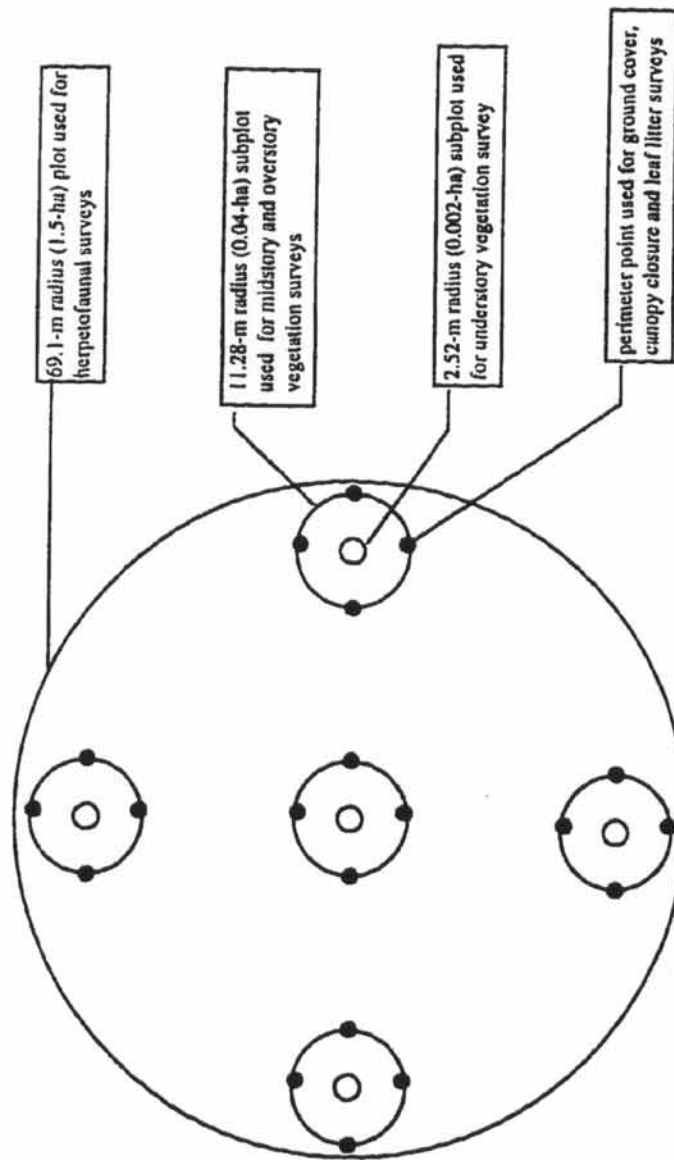 69.1-m radius (1.5-ha) plot used for
herpetofaunal surveys
11.28-m radius (0.04-ha) subplot
used for midstory and overstory
vegetation surveys
2.52-m radius (0.002-ha) subplot used
for understory vegetation survey
perimeter point used for ground cover,
canopy closure and leaf litter surveys